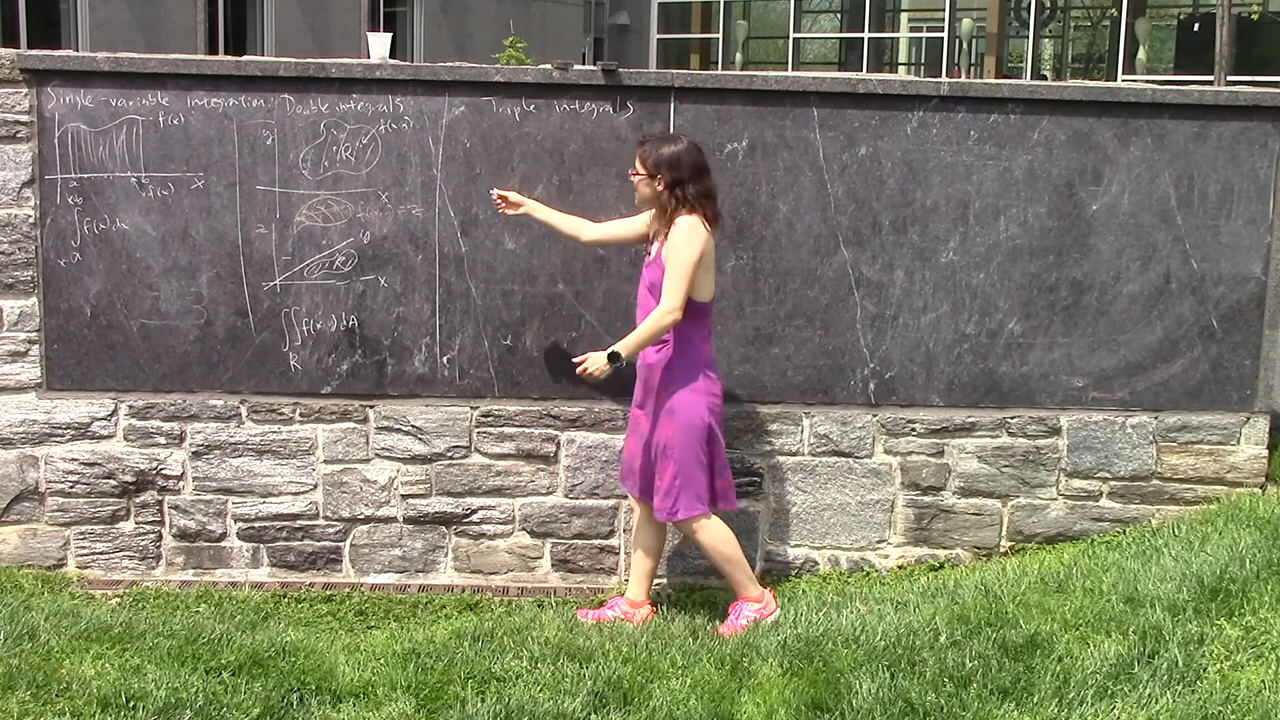 Single-variable integration
f(x)
a
b
x
f(x)
∫ f(x) dx
x=a
Double integrals
y
f(x,y)
R
x
z
f(x,y)=z
y
R
x
∬ f(x,y) dA
R
Triple integrals